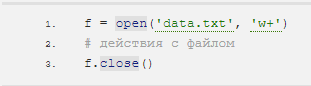 1. f = open('data.txt', 'w+')
2. # действия с файлом
3. f.close()